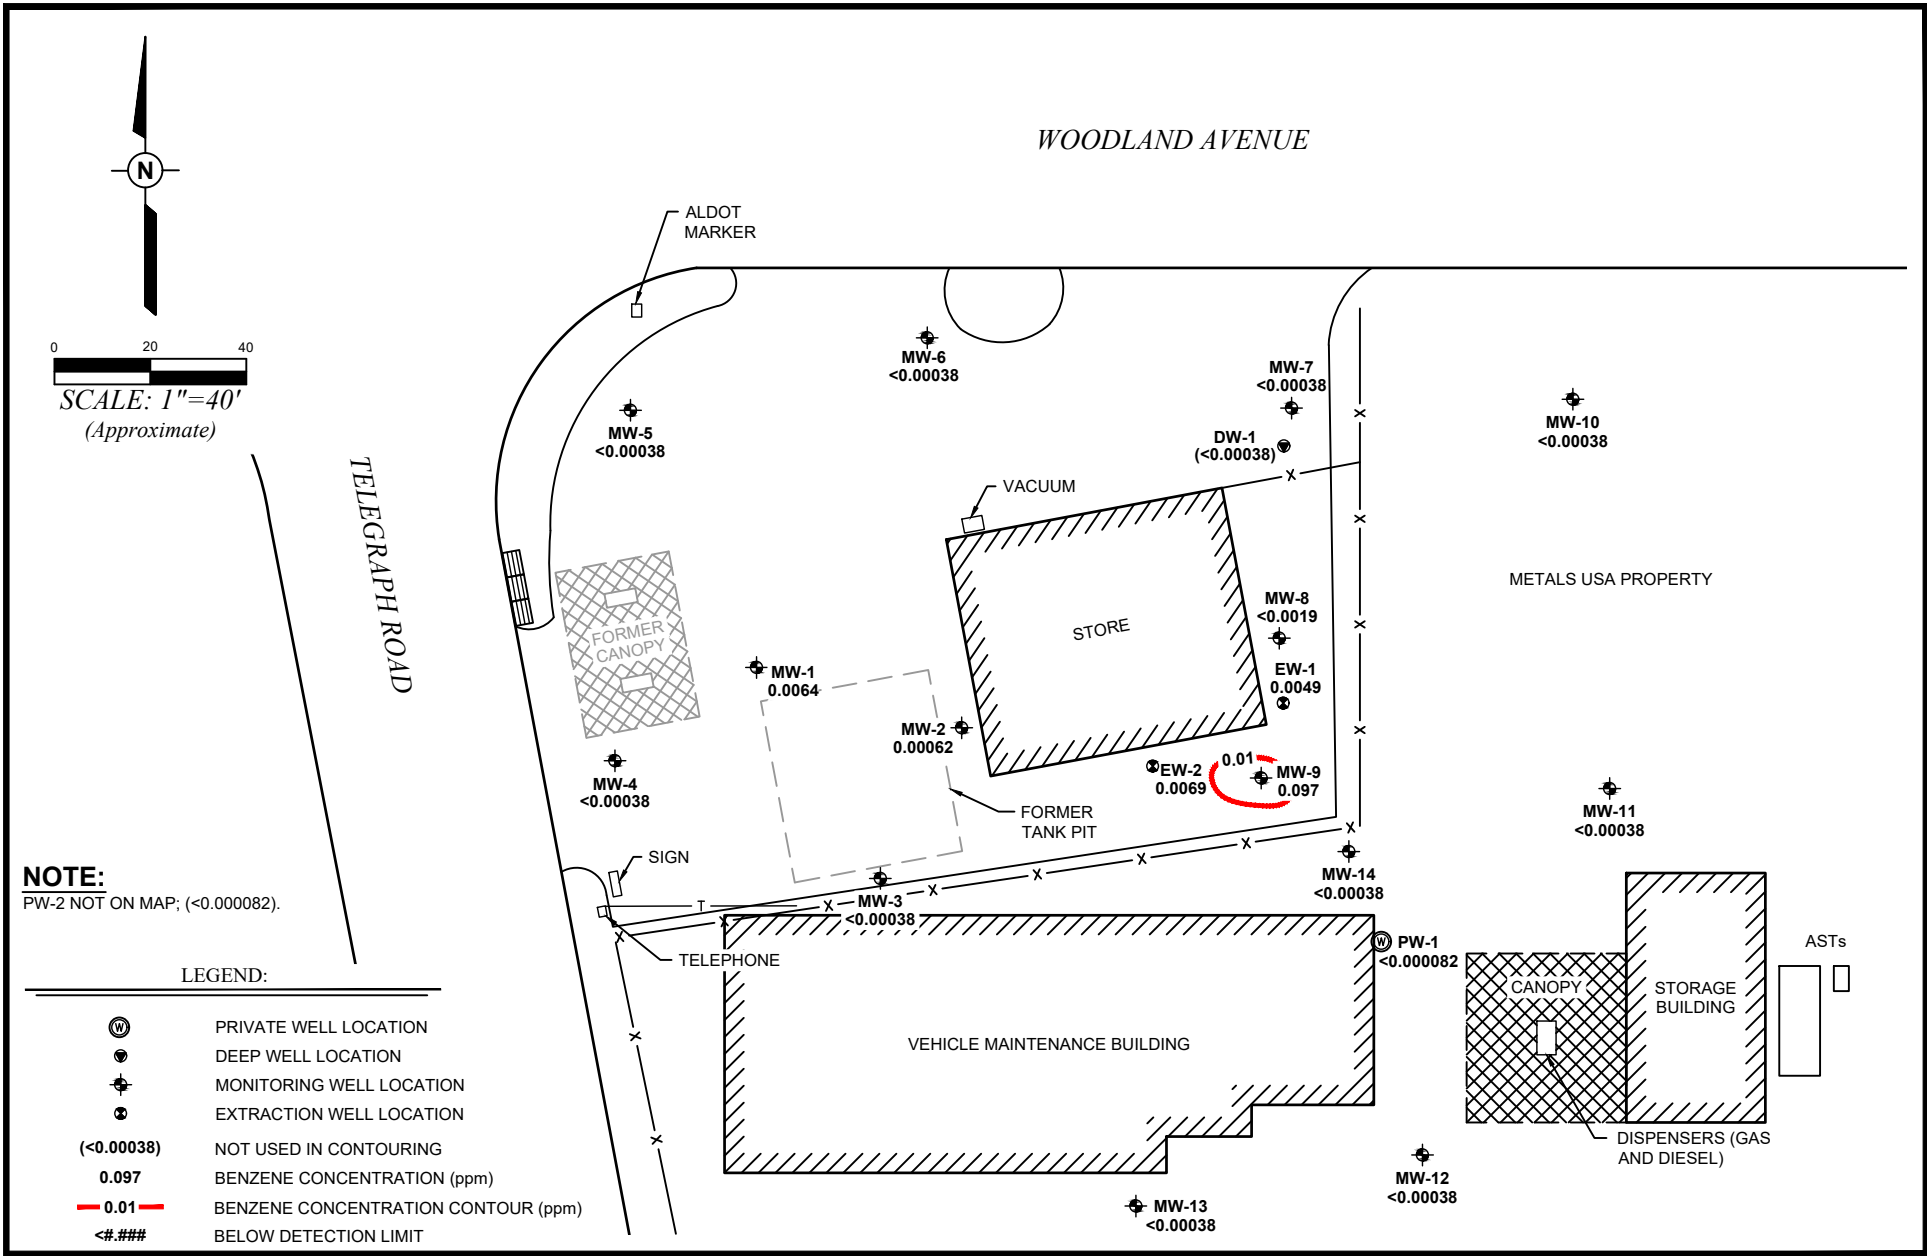 WOODLAND AVENUE
N
ALDOT
MARKER
0 20 40
SCALE: 1"=40'
(Approximate)
TELEGRAPH ROAD
MW-6
<0.00038
MW-7
<0.00038
MW-5
<0.00038
DW-1
(<0.00038)
MW-10
<0.00038
VACUUM
METALS USA PROPERTY
STORE
FORMER
CANOPY
MW-8
<0.0019
MW-1
0.0064
EW-1
0.0049
MW-2
0.00062
MW-4
<0.00038
EW-2
0.0069
0.01
MW-9
0.097
FORMER
TANK PIT
MW-11
<0.00038
SIGN
MW-14
<0.00038
T
MW-3
<0.00038
TELEPHONE
NOTE:
PW-2 NOT ON MAP; (<0.000082).
W
PW-1
<0.000082
ASTs
CANOPY
STORAGE
BUILDING
VEHICLE MAINTENANCE BUILDING
DISPENSERS (GAS
AND DIESEL)
MW-12
<0.00038
MW-13
<0.00038
LEGEND:
W PRIVATE WELL LOCATION
DEEP WELL LOCATION
MONITORING WELL LOCATION
EXTRACTION WELL LOCATION
(<0.00038) NOT USED IN CONTOURING
0.097 BENZENE CONCENTRATION (ppm)
0.01 BENZENE CONCENTRATION CONTOUR (ppm)
<#.### BELOW DETECTION LIMIT